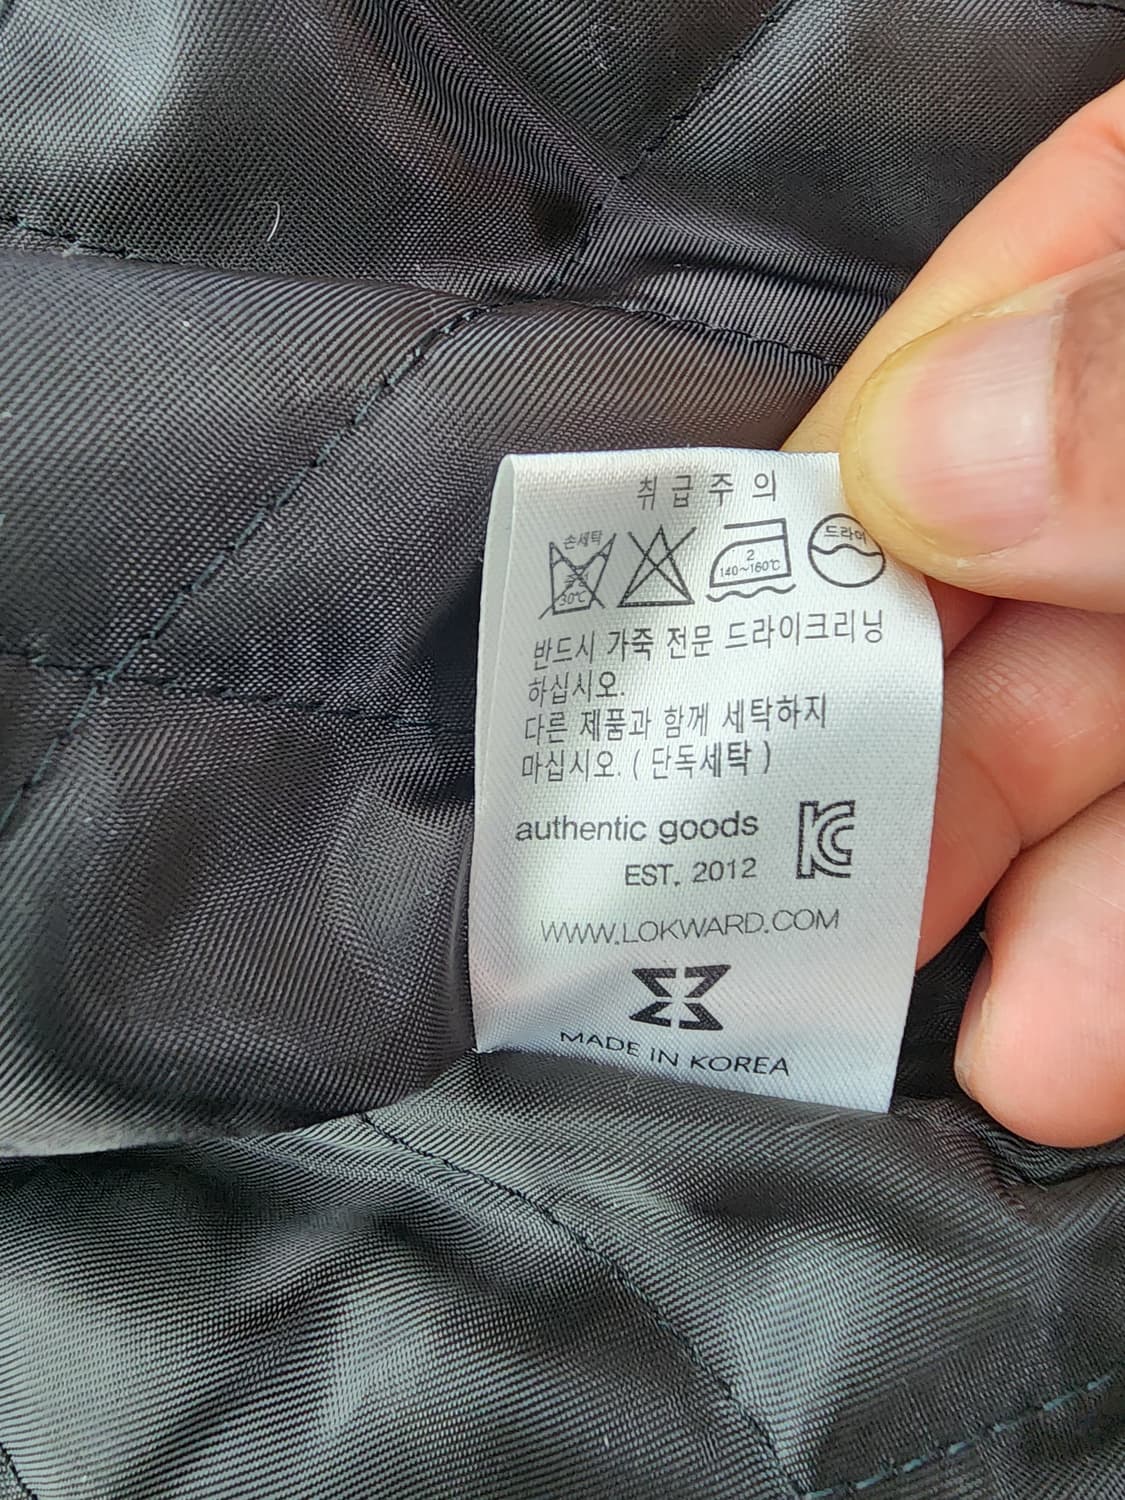 취급주의
손세탁
중성
30℃
2
140~160℃
드라이
반드시 가죽 전문 드라이크리닝
하십시오.
다른 제품과 함께 세탁하지
마십시오. ( 단독세탁 )
authentic goods
EST. 2012
WWW.LOKWARD.COM
MADE IN KOREA